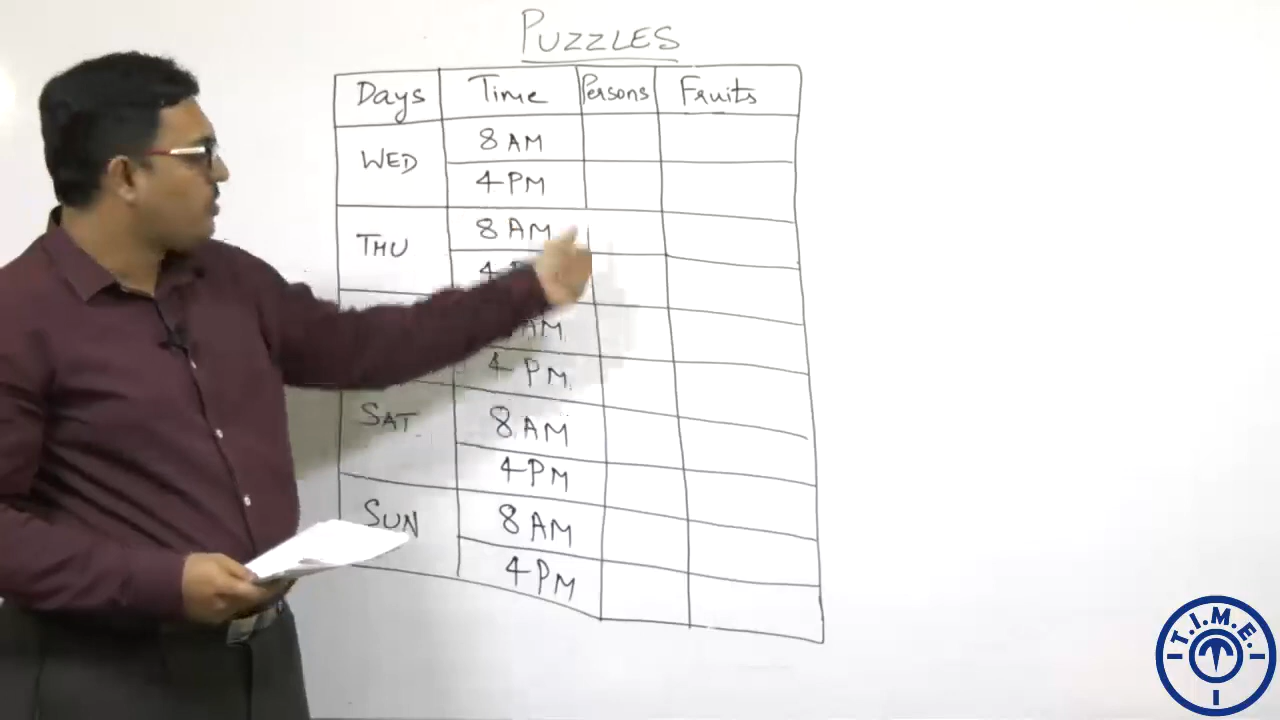 PUZZLES
Days Time Persons Fruits
WED 8 AM
4 PM
THU 8 AM
AM
4 PM
SAT 8 AM
4 PM
SUN 8 AM
4 PM
T.I.M.E.